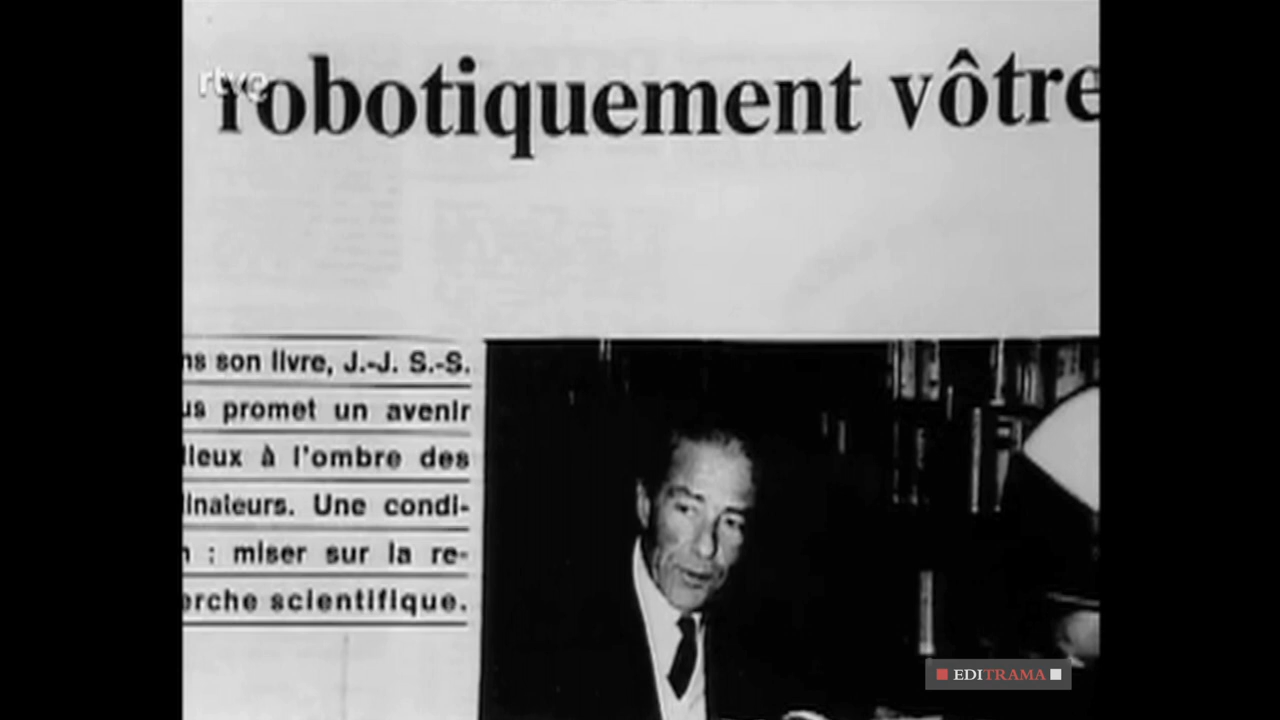 rtve
robotiquement vôtre
ns son livre, J.-J. S.-S.
us promet un avenir
lleux à l'ombre des
dinateurs. Une condi-
n : miser sur la re-
erche scientifique.
EDITRAMA